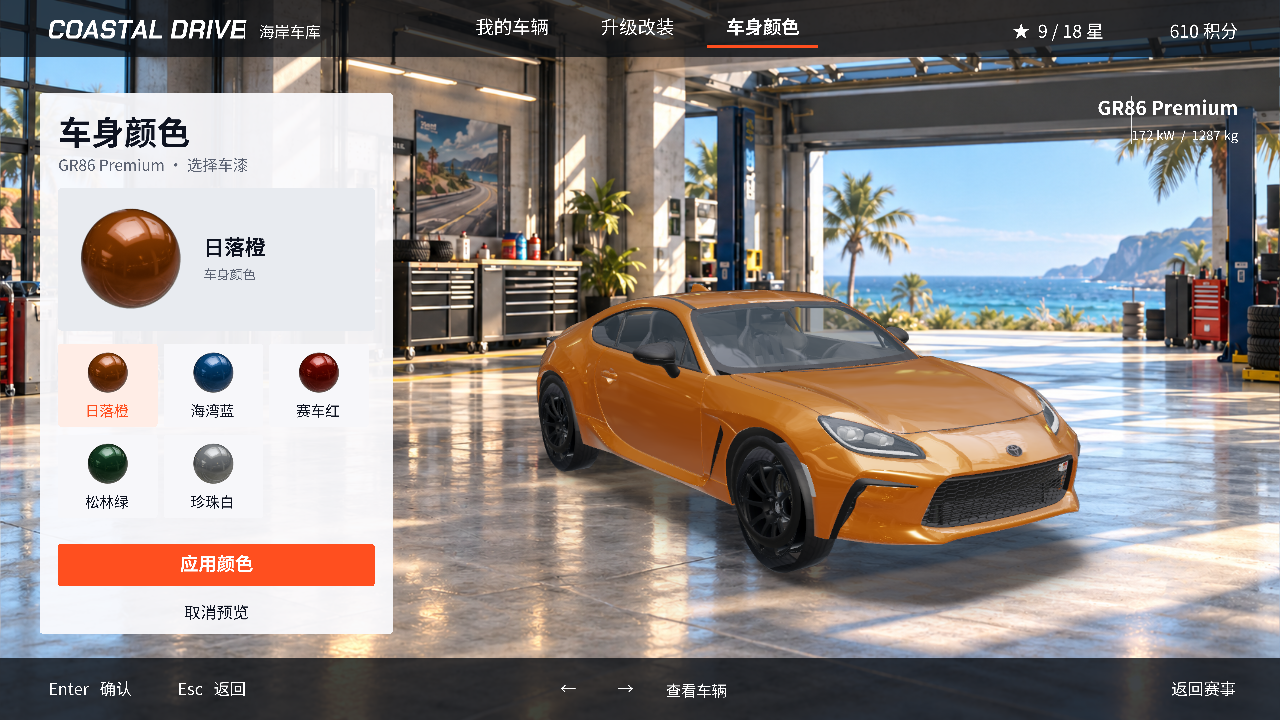 COASTAL DRIVE 海岸车库
我的车辆
升级改装
车身颜色
★ 9 / 18 星
610 积分
GR86 Premium
172 kW / 1287 kg
车身颜色
GR86 Premium · 选择车漆
日落橙
车身颜色
日落橙
海湾蓝
赛车红
松林绿
珍珠白
应用颜色
取消预览
Enter 确认
Esc 返回
← → 查看车辆
返回赛事